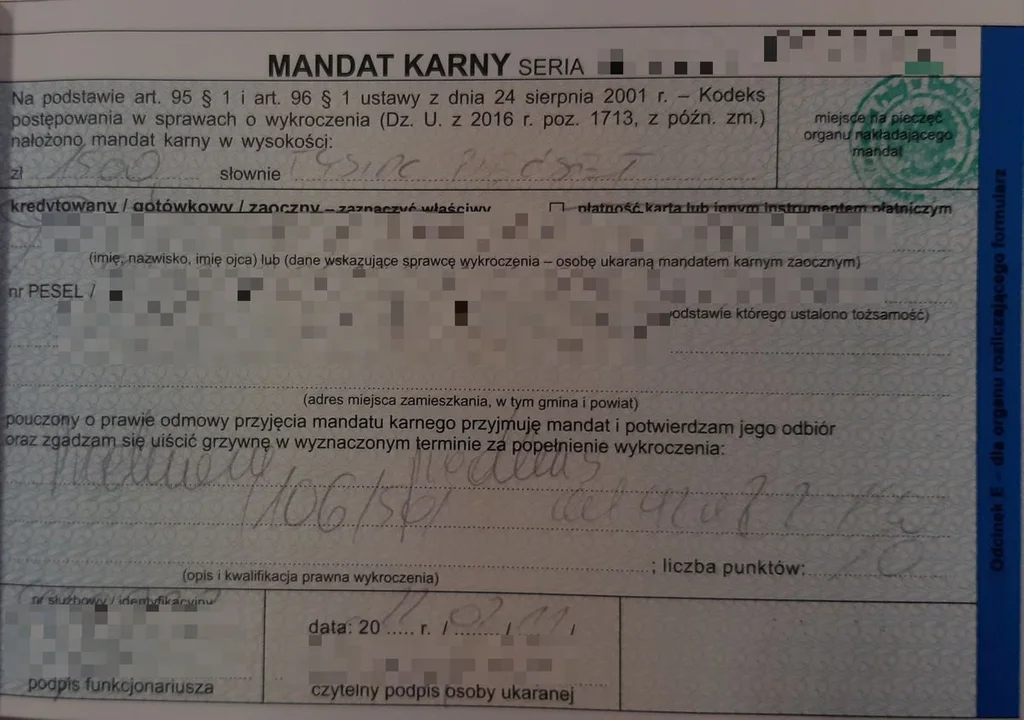 MANDAT KARNY SERIA
Na podstawie art. 95 § 1 i art. 96 § 1 ustawy z dnia 24 sierpnia 2001 r. – Kodeks
postępowania w sprawach o wykroczenia (Dz. U. z 2016 r. poz. 1713, z późn. zm.)
nałożono mandat karny w wysokości:
zł 1500 słownie
miejsce na pieczęć
organu nakładającego
mandat
kredytowany / gotówkowy / zaoczny – zaznaczyć właściwy
płatność kartą lub innym instrumentem płatniczym
(imię, nazwisko, imię ojca) lub (dane wskazujące sprawcę wykroczenia – osobę ukaraną mandatem karnym zaocznym)
nr PESEL /
odstawie którego ustalono tożsamość)
(adres miejsca zamieszkania, w tym gmina i powiat)
pouczony o prawie odmowy przyjęcia mandatu karnego przyjmuję mandat i potwierdzam jego odbiór
oraz zgadzam się uiścić grzywnę w wyznaczonym terminie za popełnienie wykroczenia:
106/56
; liczba punktów:
(opis i kwalifikacja prawna wykroczenia)
nr służbowy / identyfikacyjny
podpis funkcjonariusza
data: 20 r. / / /
czytelny podpis osoby ukaranej
Odcinek E – dla organu rozliczającego formularz